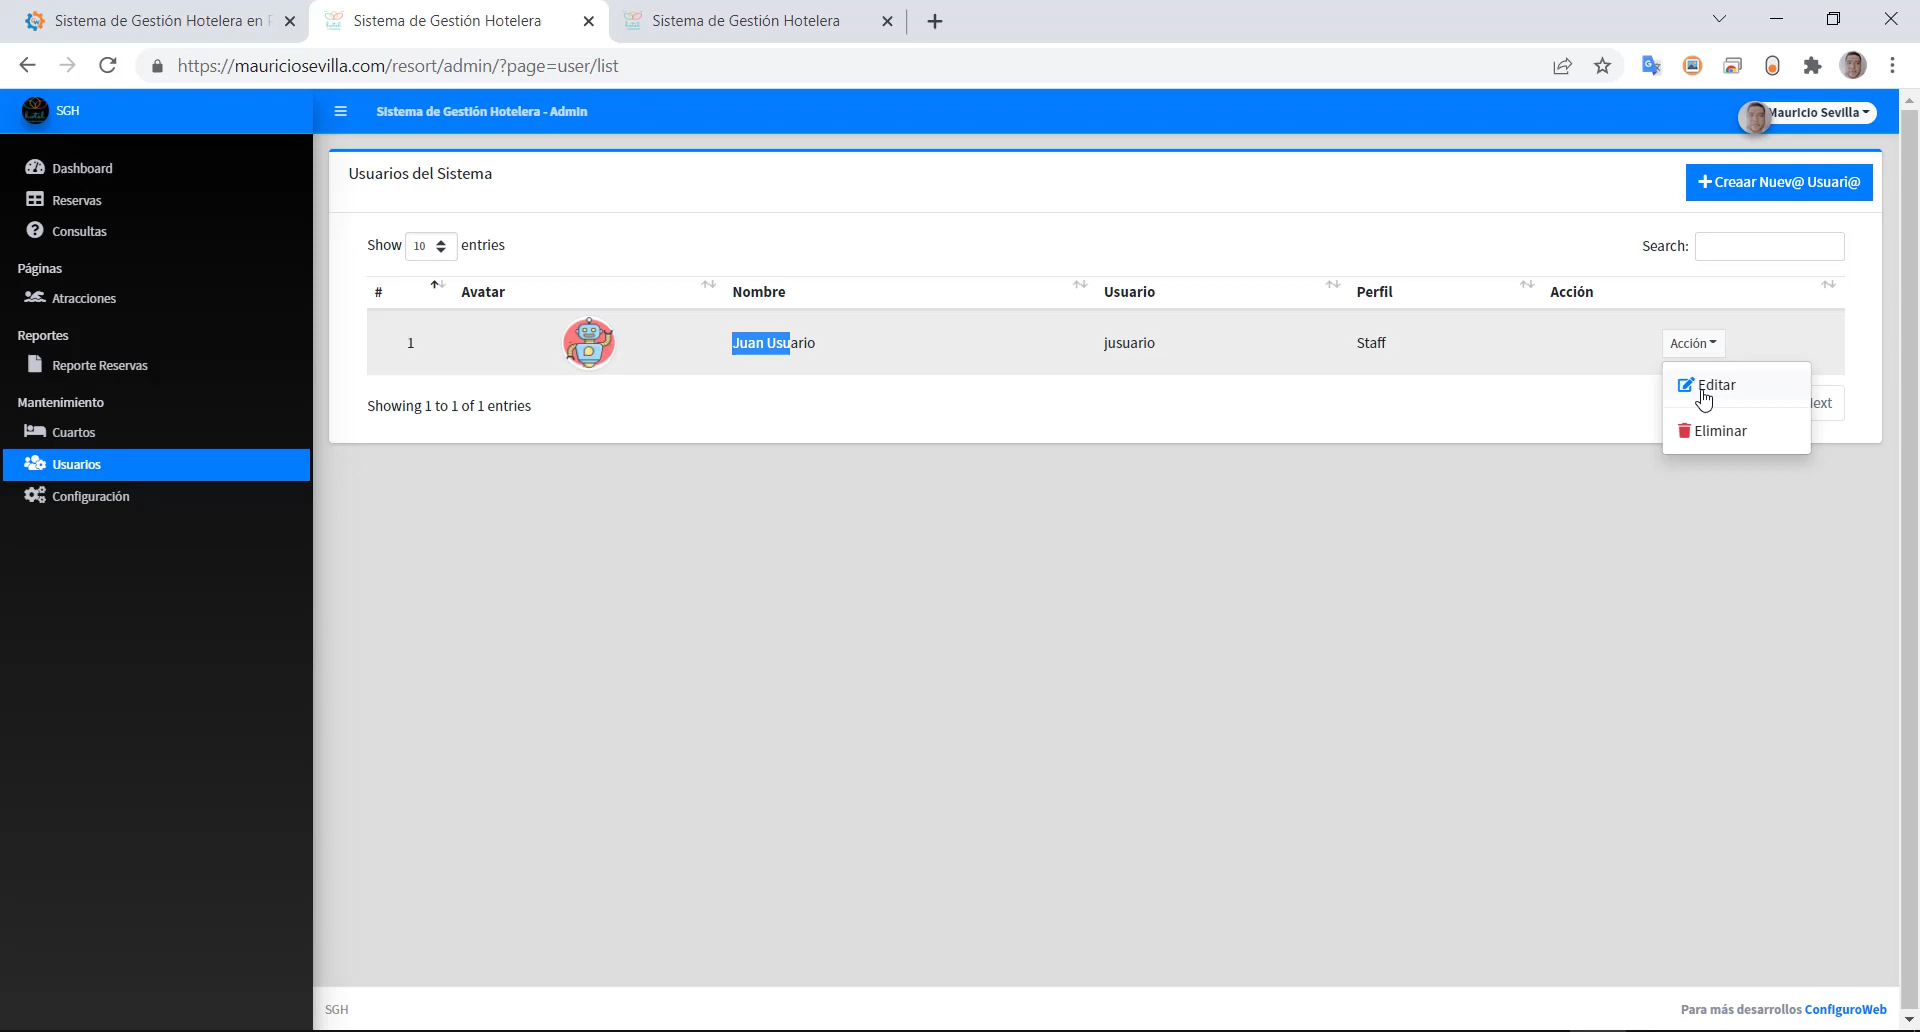 Sistema de Gestión Hotelera en
Sistema de Gestión Hotelera
Sistema de Gestión Hotelera
https://mauriciosevilla.com/resort/admin/?page=user/list
SGH
Sistema de Gestión Hotelera - Admin
Mauricio Sevilla
Dashboard
Reservas
Consultas
Páginas
Atracciones
Reportes
Reporte Reservas
Mantenimiento
Cuartos
Usuarios
Configuración
Usuarios del Sistema
Creaar Nuev@ Usuari@
Show 10 entries
Search:
# Avatar Nombre Usuario Perfil Acción
1 Juan Usuario jusuario Staff Acción
Editar
Eliminar
Showing 1 to 1 of 1 entries
SGH
Para más desarrollos ConfiguroWeb